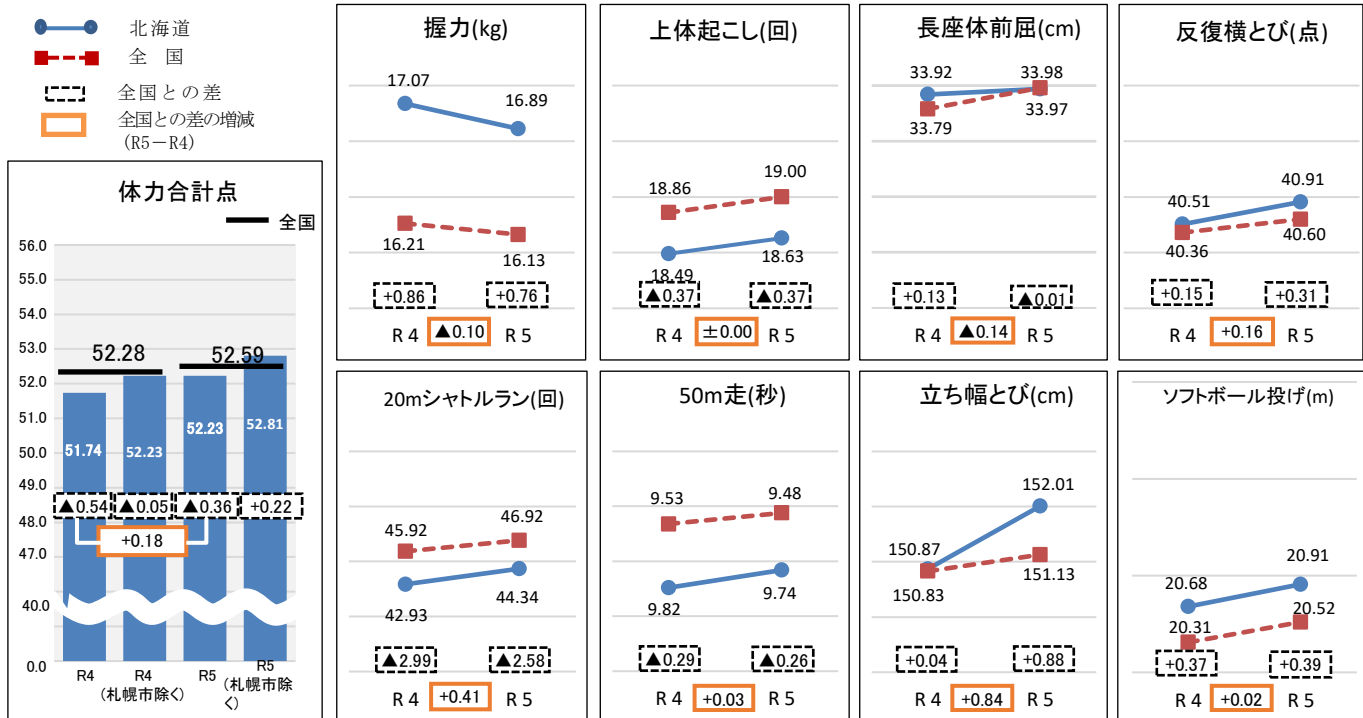 北海道
全 国
全国との差
全国との差の増減
(R5－R4)
体力合計点
全国
56.0
55.0
54.0
53.0
52.0
51.0
50.0
49.0
48.0
47.0
40.0
0.0
52.28
52.59
51.74
52.23
52.23
52.81
▲0.54
▲0.05
▲0.36
+0.22
+0.18
R4
R4
(札幌市除く)
R5
R5
(札幌市除
く)
握力(kg)
17.07
16.89
16.21
16.13
+0.86
+0.76
R 4
▲0.10
R 5
上体起こし(回)
18.86
19.00
18.49
18.63
▲0.37
▲0.37
R 4
±0.00
R 5
長座体前屈(cm)
33.92
33.98
33.79
33.97
+0.13
▲0.01
R 4
▲0.14
R 5
反復横とび(点)
40.51
40.91
40.36
40.60
+0.15
+0.31
R 4
+0.16
R 5
20mシャトルラン(回)
45.92
46.92
42.93
44.34
▲2.99
▲2.58
R 4
+0.41
R 5
50m走(秒)
9.53
9.48
9.82
9.74
▲0.29
▲0.26
R 4
+0.03
R 5
立ち幅とび(cm)
152.01
150.87
150.83
151.13
+0.04
+0.88
R 4
+0.84
R 5
ソフトボール投げ(m)
20.68
20.91
20.31
20.52
+0.37
+0.39
R 4
+0.02
R 5